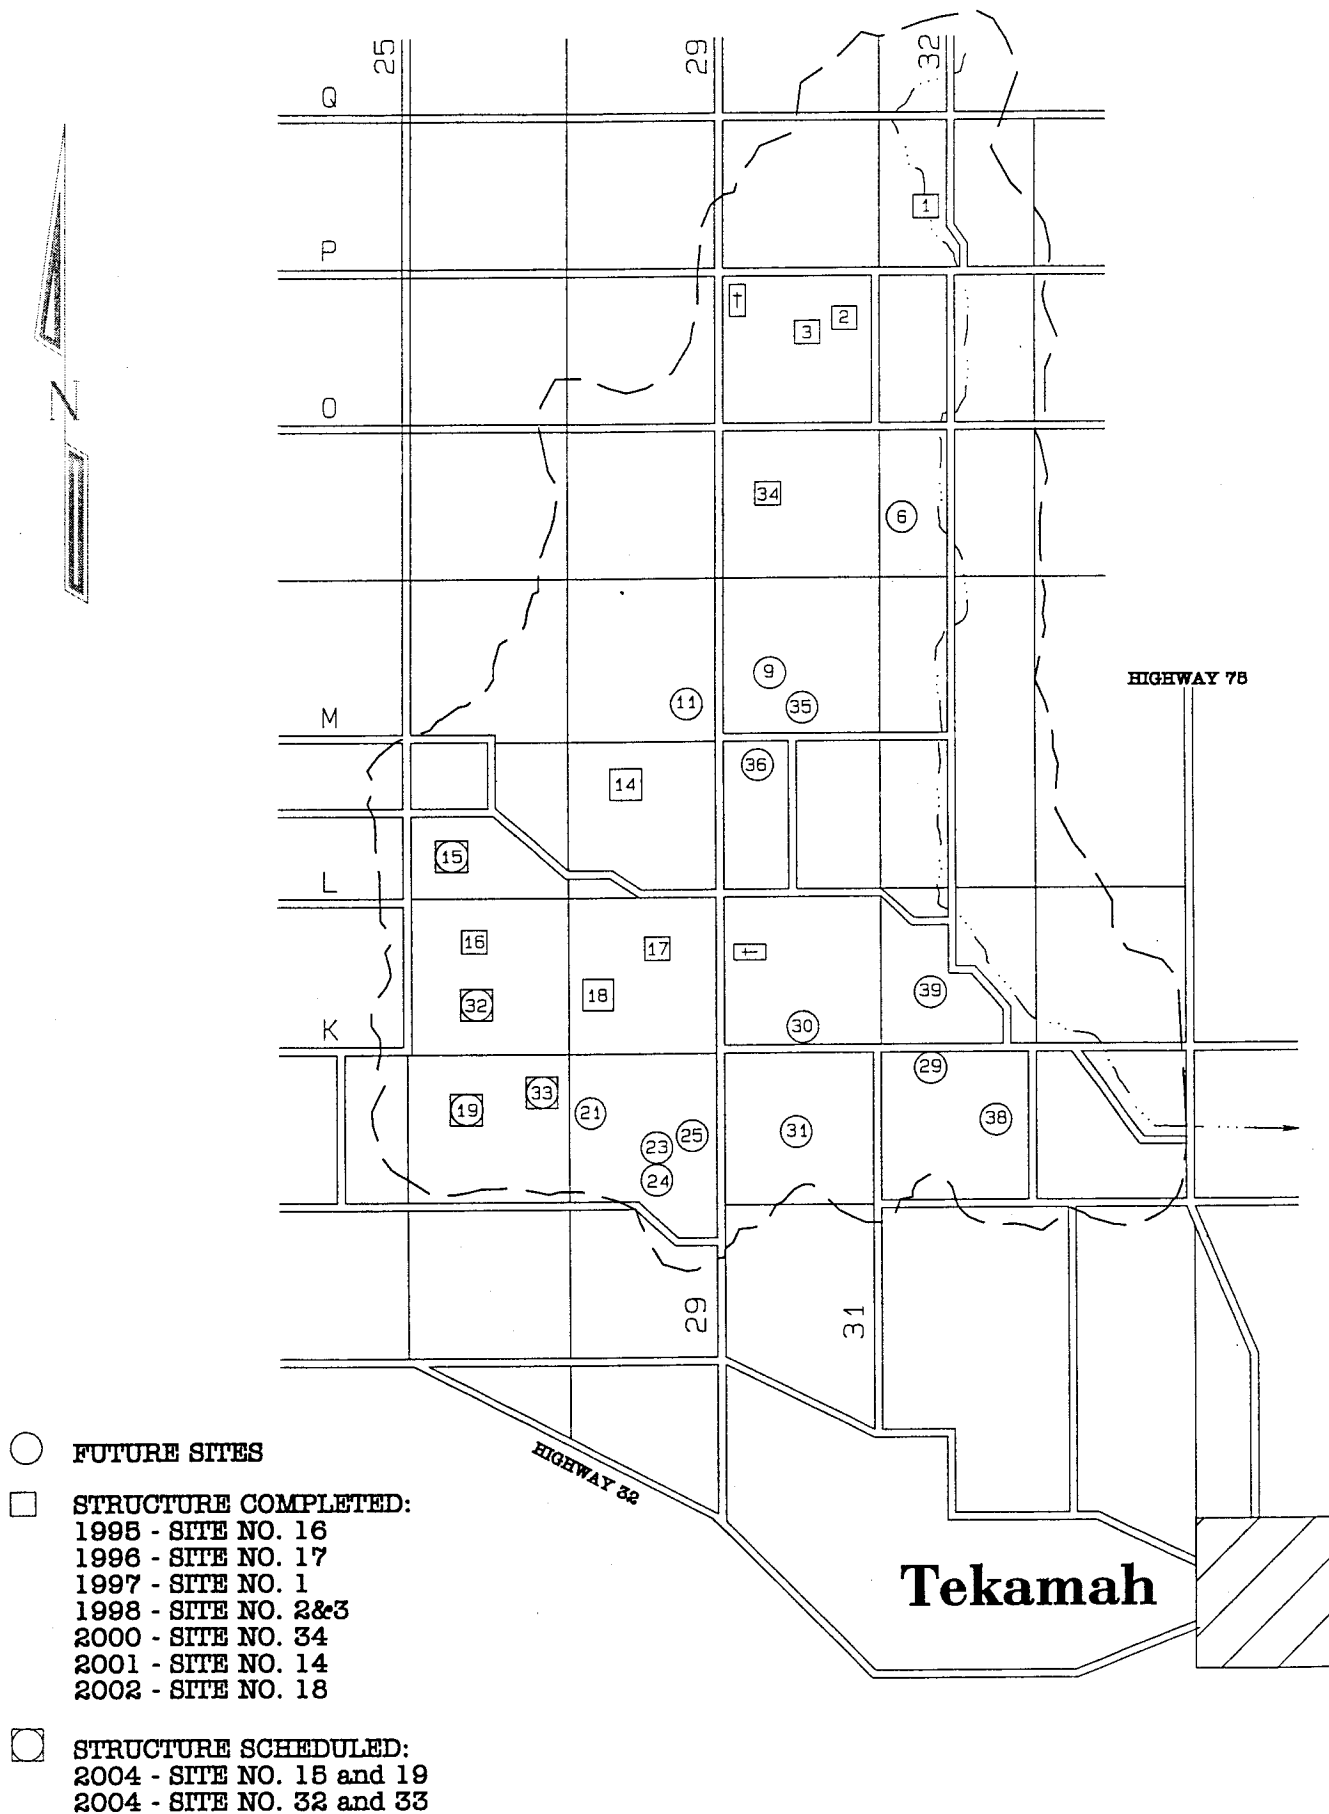 25
29
32
Q
P
1
2
3
N
O
34
6
9
11
35
HIGHWAY 75
M
36
14
15
L
16
17
39
32
18
30
K
29
33
19
21
38
25
31
23
24
29
31
HIGHWAY 32
FUTURE SITES
STRUCTURE COMPLETED:
1995 - SITE NO. 16
1996 - SITE NO. 17
1997 - SITE NO. 1
1998 - SITE NO. 2&3
2000 - SITE NO. 34
2001 - SITE NO. 14
2002 - SITE NO. 18
Tekamah
STRUCTURE SCHEDULED:
2004 - SITE NO. 15 and 19
2004 - SITE NO. 32 and 33